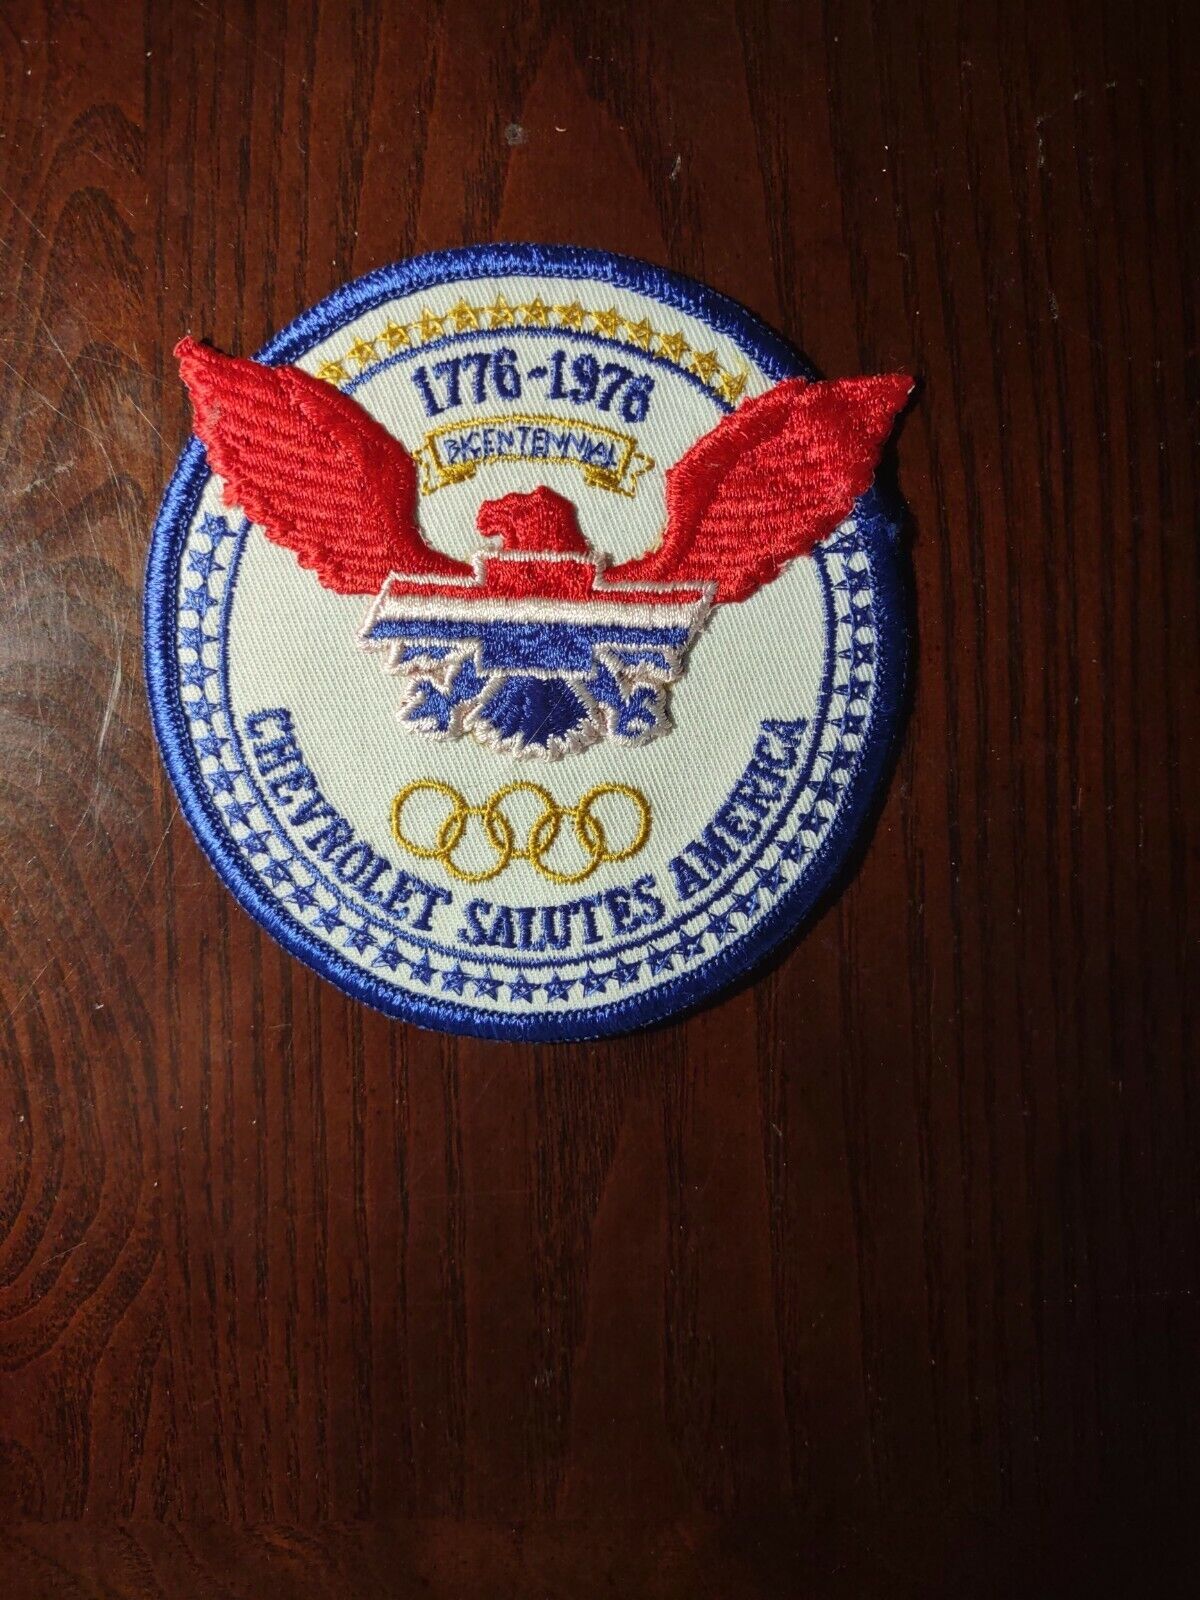 1776-1976
BICENTENNIAL
CHEVROLET SALUTES AMERICA